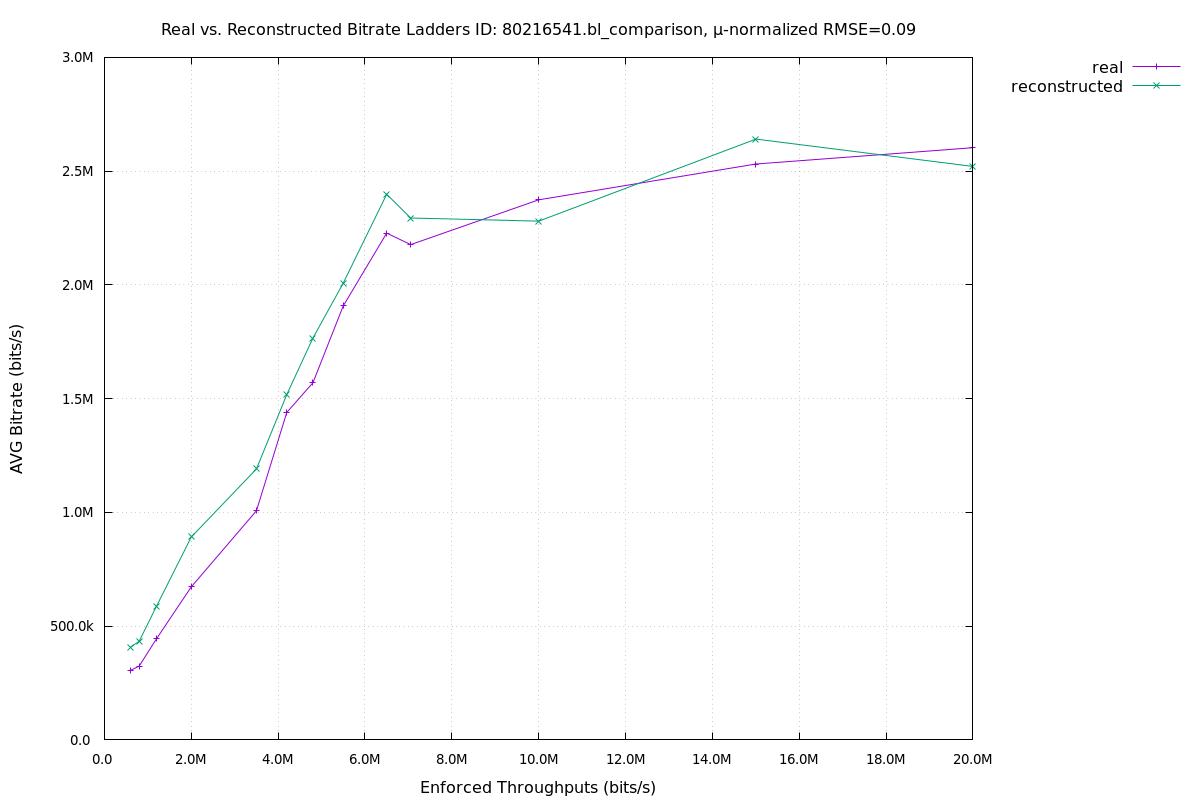 Real vs. Reconstructed Bitrate Ladders ID: 80216541.bl_comparison, μ-normalized RMSE=0.09
real
reconstructed
3.0M
2.5M
2.0M
1.5M
1.0M
500.0k
0.0
AVG Bitrate (bits/s)
0.0 2.0M 4.0M 6.0M 8.0M 10.0M 12.0M 14.0M 16.0M 18.0M 20.0M
Enforced Throughputs (bits/s)